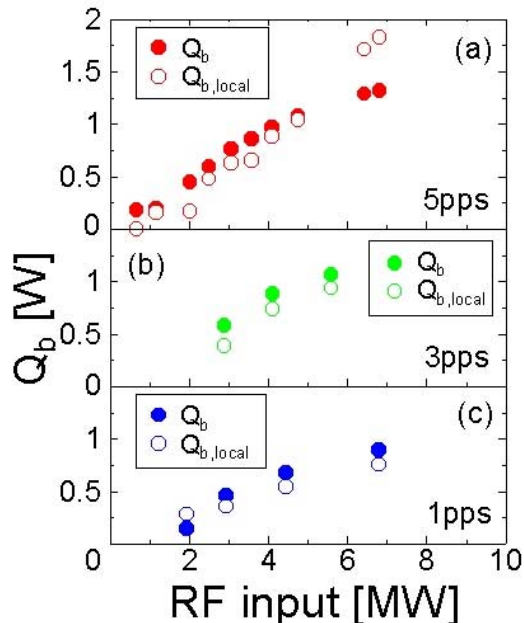 2
Q_b
Q_b,local
(a)
1.5
1
0.5
5pps
0
(b)
Q_b
Q_b,local
1
0.5
3pps
0
Q_b
Q_b,local
(c)
1
0.5
1pps
0
0 2 4 6 8 10
Q_b [W]
RF input [MW]